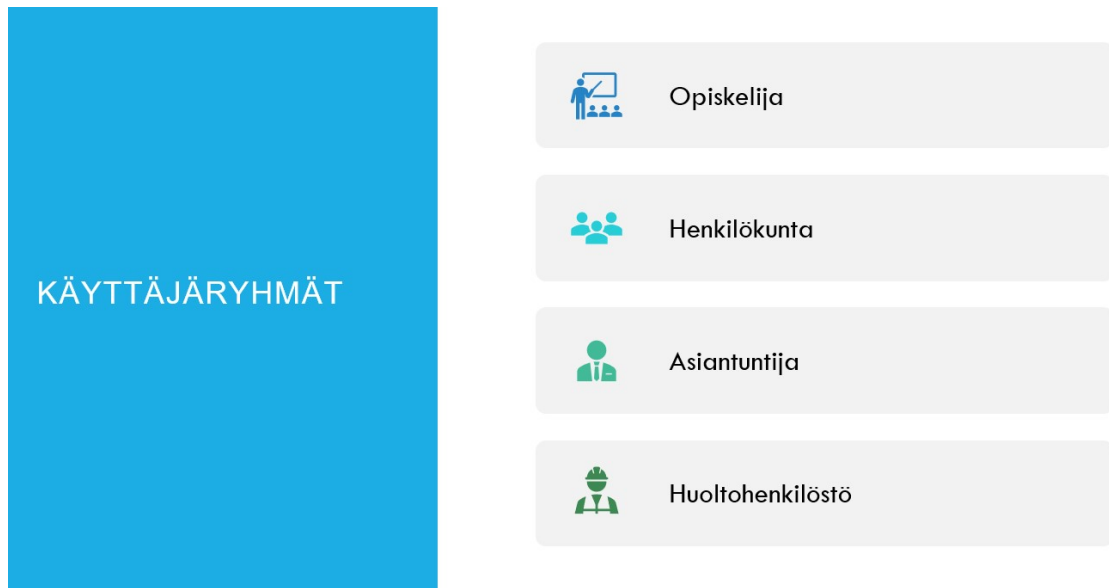 KÄYTTÄJÄRYHMÄT
Opiskelija
Henkilökunta
Asiantuntija
Huoltohenkilöstö